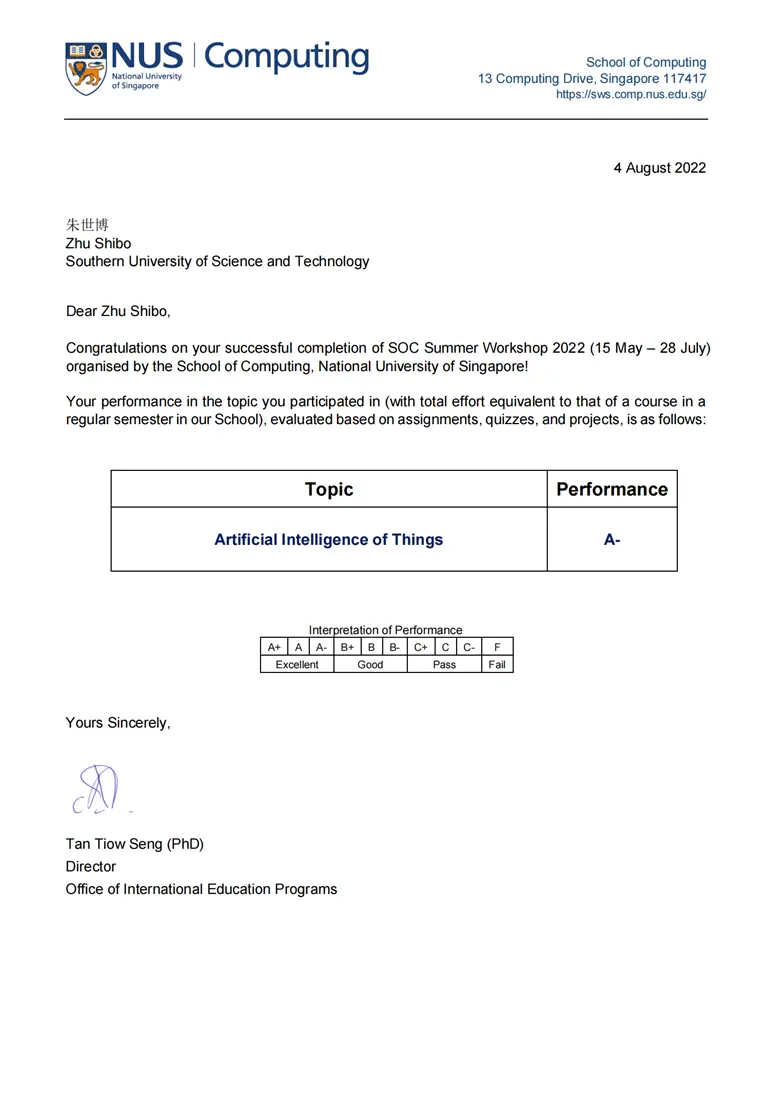 NUS | Computing
National University
of Singapore
School of Computing
13 Computing Drive, Singapore 117417
https://sws.comp.nus.edu.sg/
4 August 2022
朱世博
Zhu Shibo
Southern University of Science and Technology
Dear Zhu Shibo,
Congratulations on your successful completion of SOC Summer Workshop 2022 (15 May – 28 July)
organised by the School of Computing, National University of Singapore!
Your performance in the topic you participated in (with total effort equivalent to that of a course in a
regular semester in our School), evaluated based on assignments, quizzes, and projects, is as follows:
Topic Performance
Artificial Intelligence of Things A-
Interpretation of Performance
A+ A A- B+ B B- C+ C C- F
Excellent Good Pass Fail
Yours Sincerely,
Tan Tiow Seng (PhD)
Director
Office of International Education Programs